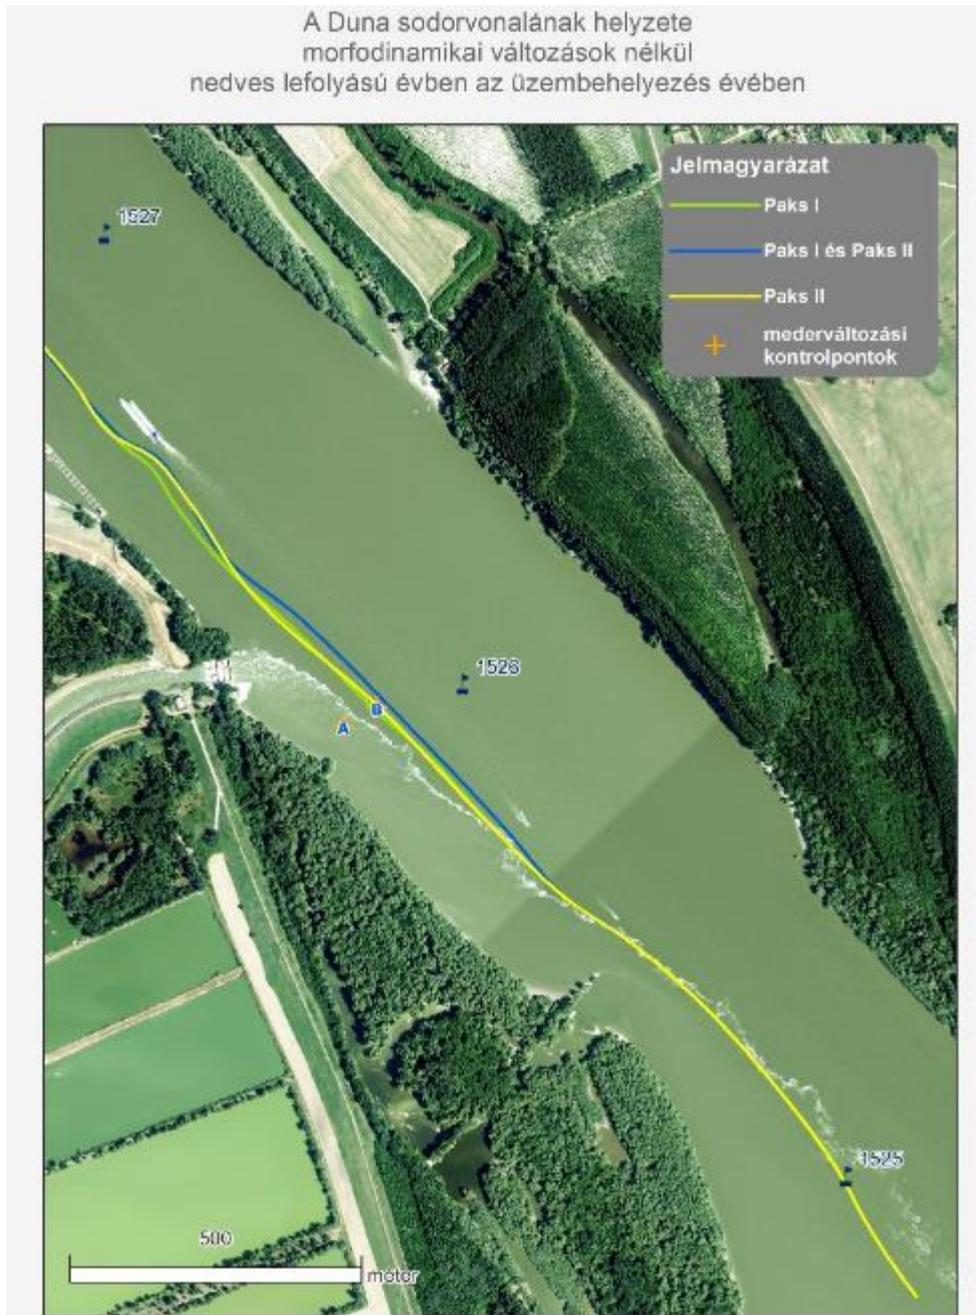 A Duna sodorvonalának helyzete
morfodinamikai változások nélkül
nedves lefolyású évben az üzembehelyezés évében
Jelmagyarázat
Paks I
Paks I és Paks II
Paks II
mederváltozási
kontrolpontok
1527
1526
B
A
1525
500
méter